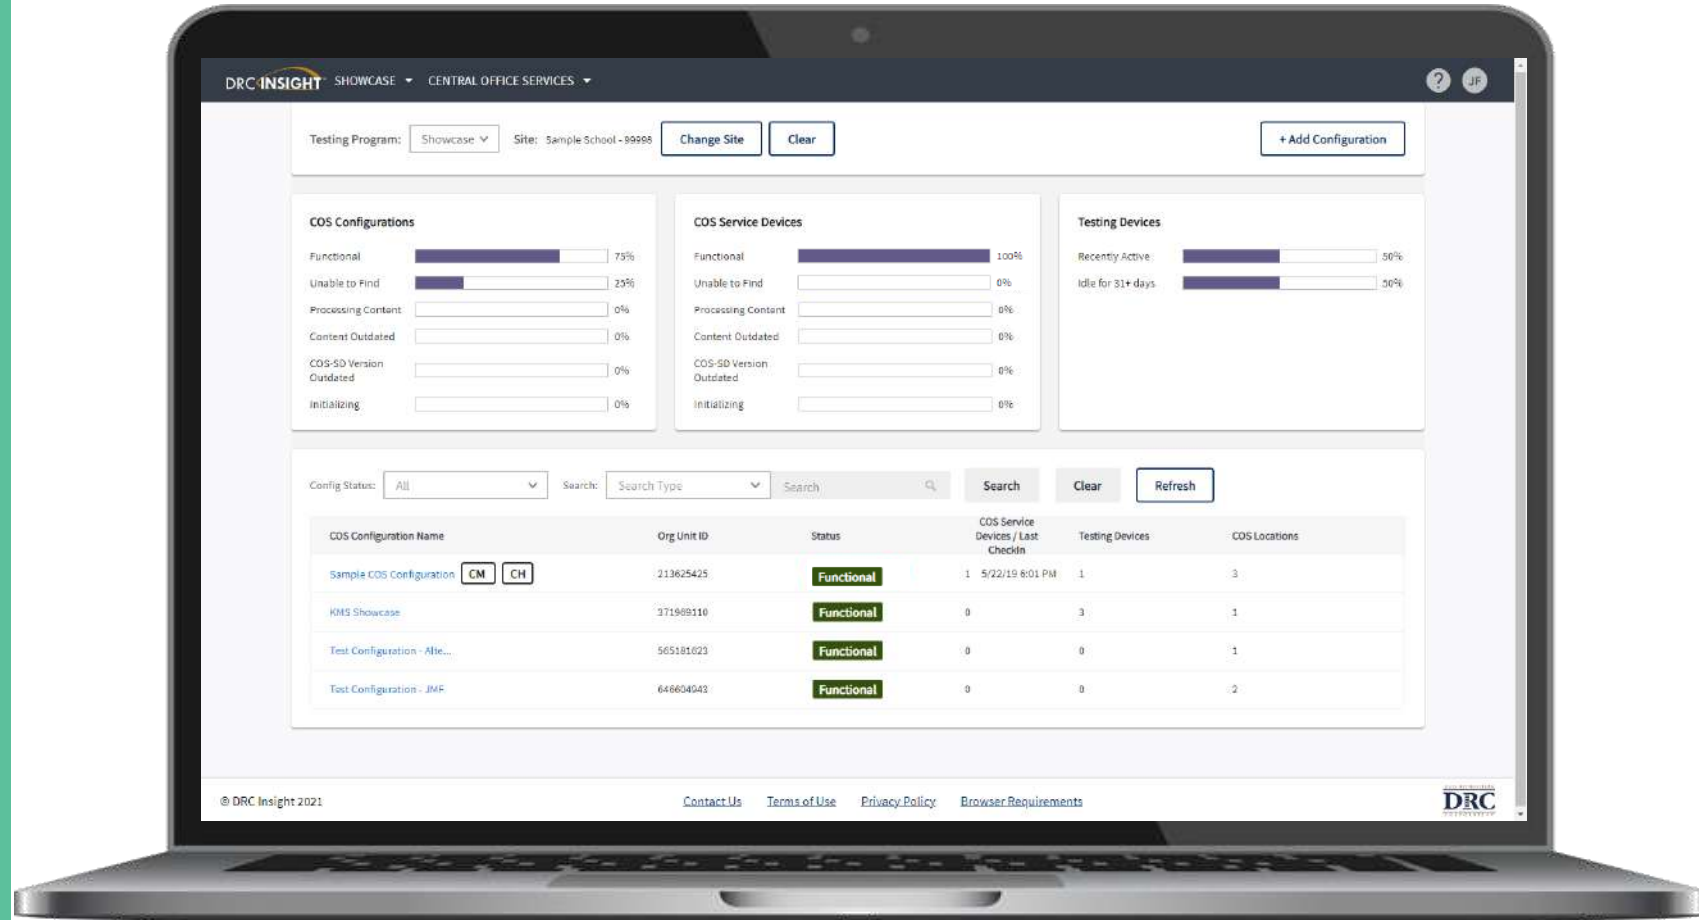 DRC INSIGHT SHOWCASE CENTRAL OFFICE SERVICES ? JF
Testing Program: Showcase Site: Sample School - 99998 Change Site Clear + Add Configuration
COS Configurations
Functional 75%
Unable to Find 25%
Processing Content 0%
Content Outdated 0%
COS-SD Version
Outdated 0%
Initializing 0%
COS Service Devices
Functional 100%
Unable to Find 0%
Processing Content 0%
Content Outdated 0%
COS-SD Version
Outdated 0%
Initializing 0%
Testing Devices
Recently Active 50%
Idle for 31+ days 50%
Config Status: All Search: Search Type Search Search Clear Refresh
COS Configuration Name Org Unit ID Status COS Service Devices / Last CheckIn Testing Devices COS Locations
Sample COS Configuration CM CH 213625425 Functional 1 5/22/19 6:01 PM 1 3
KMS Showcase 371969110 Functional 0 3 1
Test Configuration - Alte... 565181623 Functional 0 0 1
Test Configuration - JMF 646604943 Functional 0 0 2
© DRC Insight 2021 Contact Us Terms of Use Privacy Policy Browser Requirements DRC